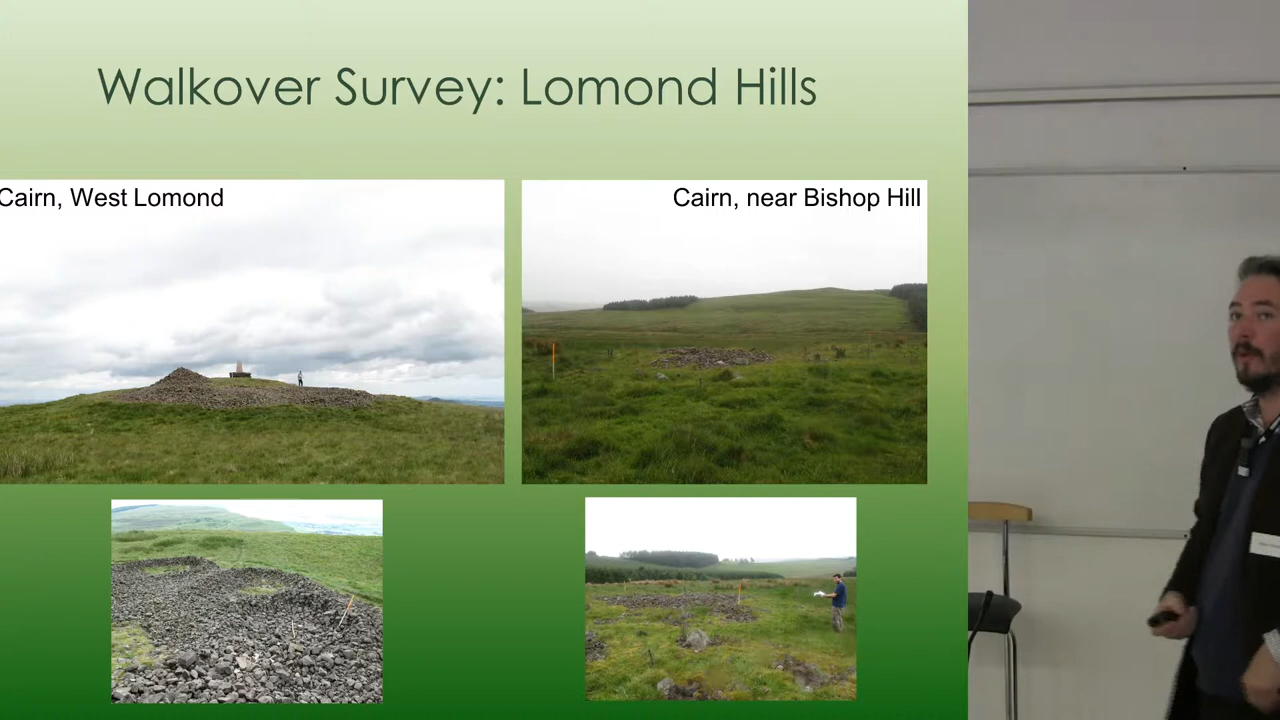 Walkover Survey: Lomond Hills
Cairn, West Lomond
Cairn, near Bishop Hill